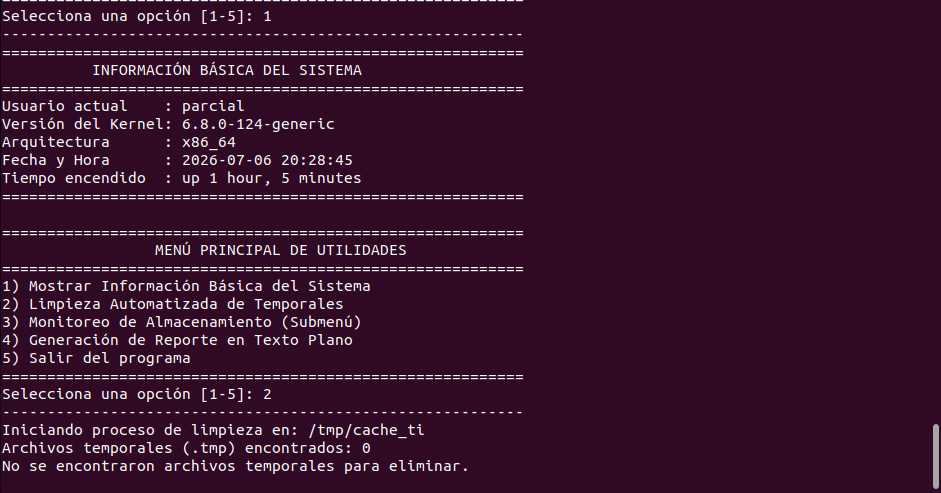 ==========================================================
Selecciona una opción [1-5]: 1
----------------------------------------------------------
==========================================================
          INFORMACIÓN BÁSICA DEL SISTEMA
==========================================================
Usuario actual    : parcial
Versión del Kernel: 6.8.0-124-generic
Arquitectura      : x86_64
Fecha y Hora      : 2026-07-06 20:28:45
Tiempo encendido  : up 1 hour, 5 minutes
==========================================================

==========================================================
                 MENÚ PRINCIPAL DE UTILIDADES
==========================================================
1) Mostrar Información Básica del Sistema
2) Limpieza Automatizada de Temporales
3) Monitoreo de Almacenamiento (Submenú)
4) Generación de Reporte en Texto Plano
5) Salir del programa
==========================================================
Selecciona una opción [1-5]: 2
----------------------------------------------------------
Iniciando proceso de limpieza en: /tmp/cache_ti
Archivos temporales (.tmp) encontrados: 0
No se encontraron archivos temporales para eliminar.